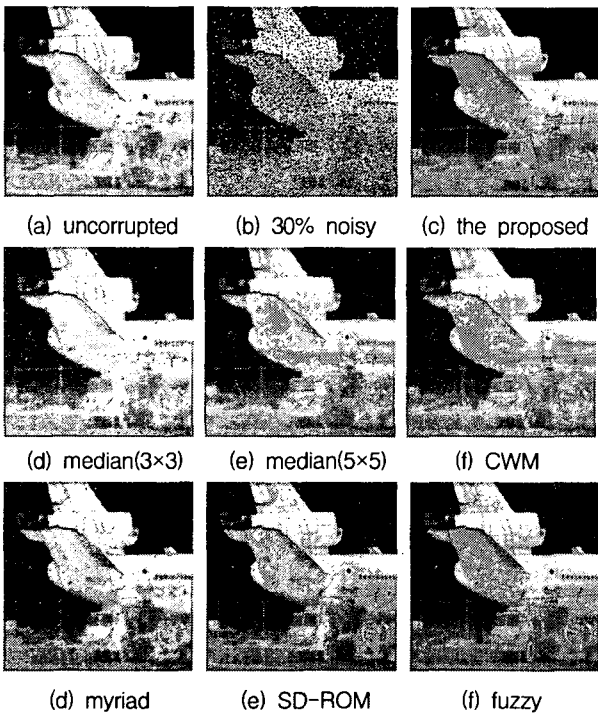 (a) uncorrupted (b) 30% noisy (c) the proposed
(d) median(3×3) (e) median(5×5) (f) CWM
(d) myriad (e) SD-ROM (f) fuzzy